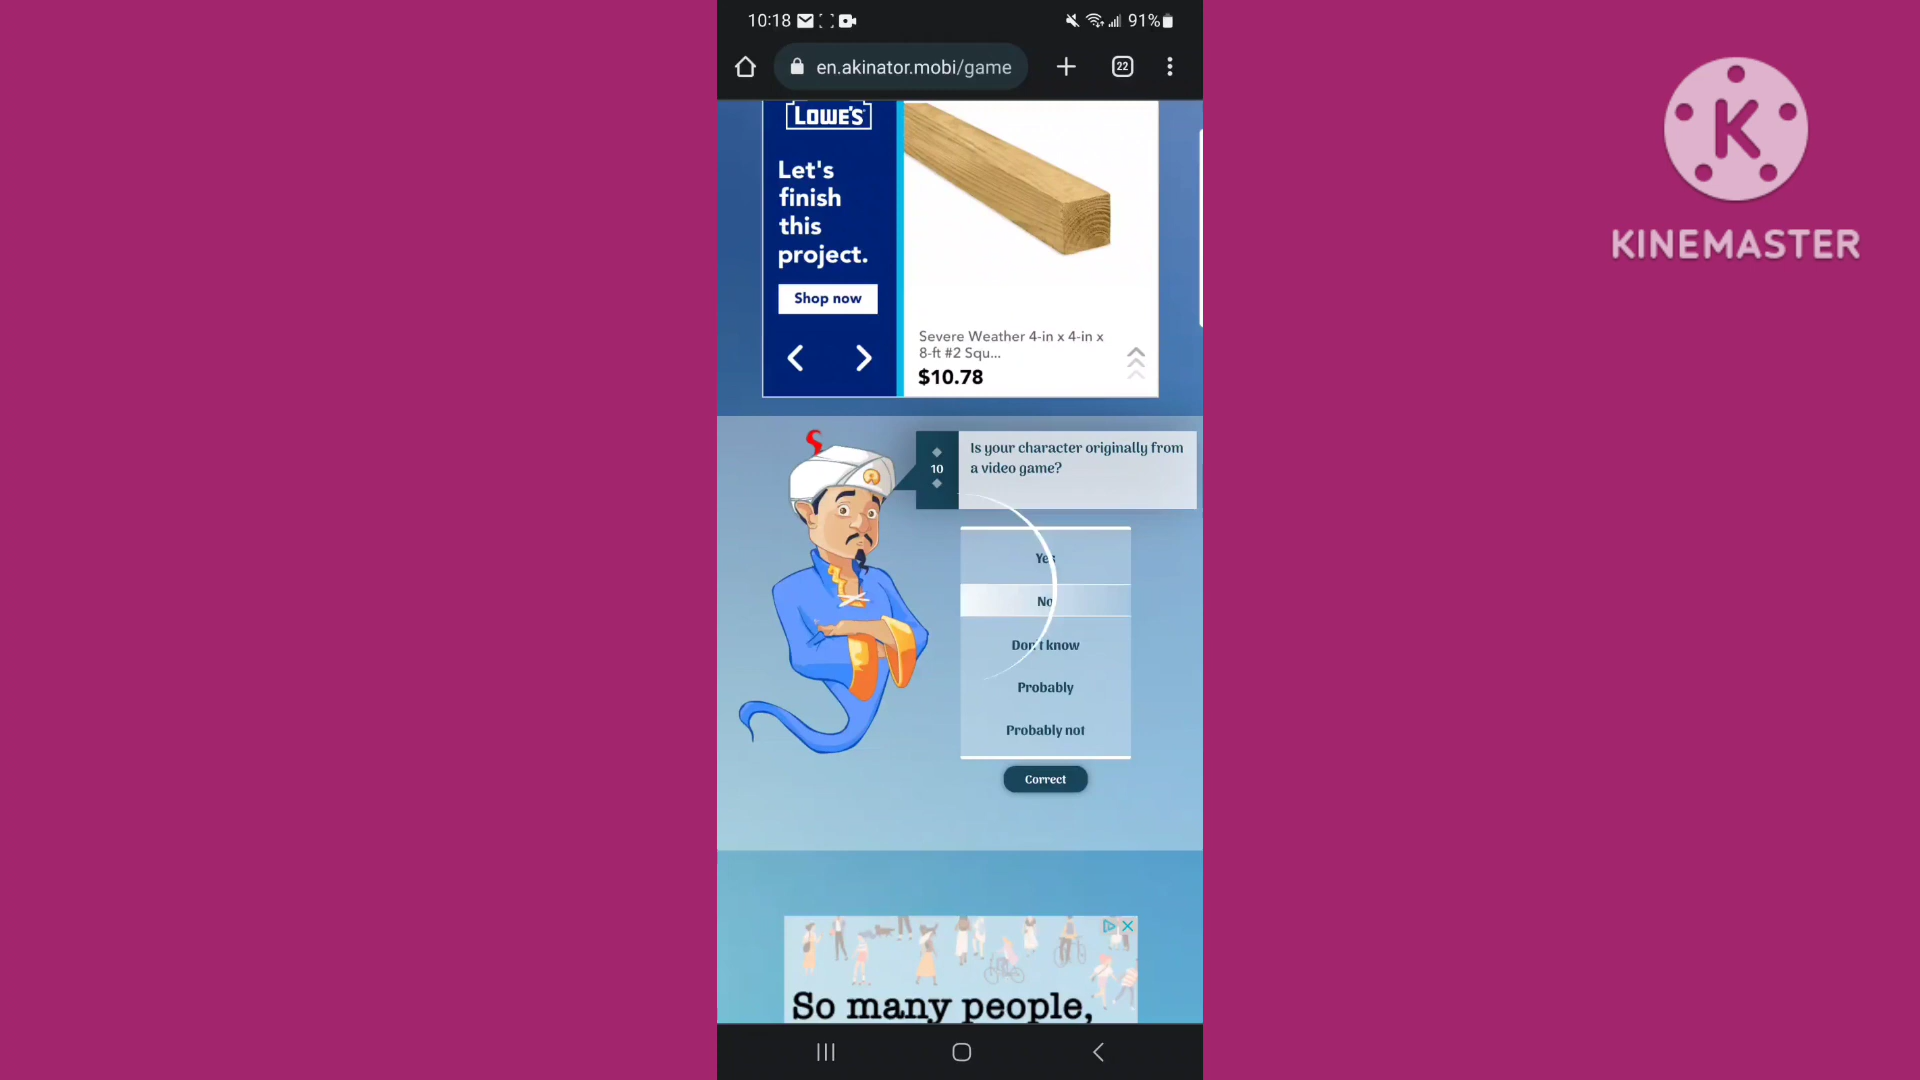 10:18
91%
en.akinator.mobi/game
22
LOWE'S
Let's
finish
this
project.
Shop now
Severe Weather 4-in x 4-in x
8-ft #2 Squ...
$10.78
K
KINEMASTER
10
Is your character originally from
a video game?
Yes
No
Don't know
Probably
Probably not
Correct
So many people,